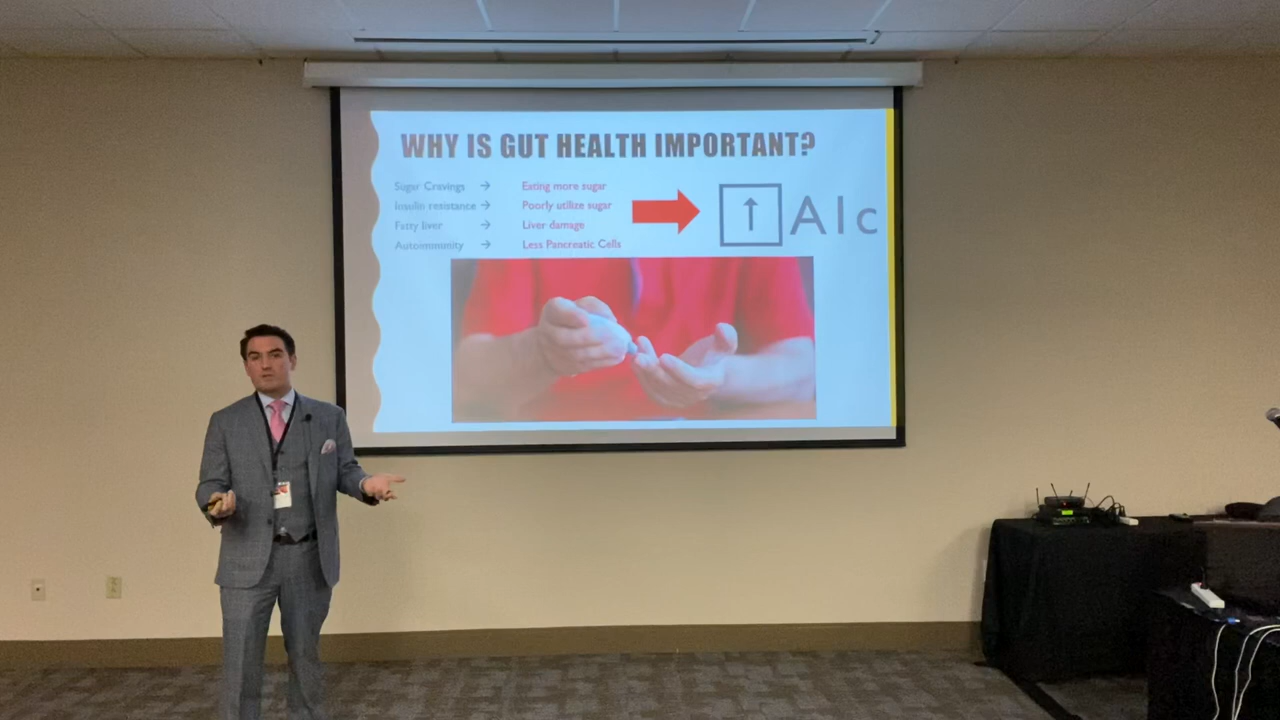 WHY IS GUT HEALTH IMPORTANT?
Sugar Cravings → Eating more sugar
Insulin resistance → Poorly utilize sugar
Fatty liver → Liver damage
Autoimmunity → Less Pancreatic Cells
↑ A1c